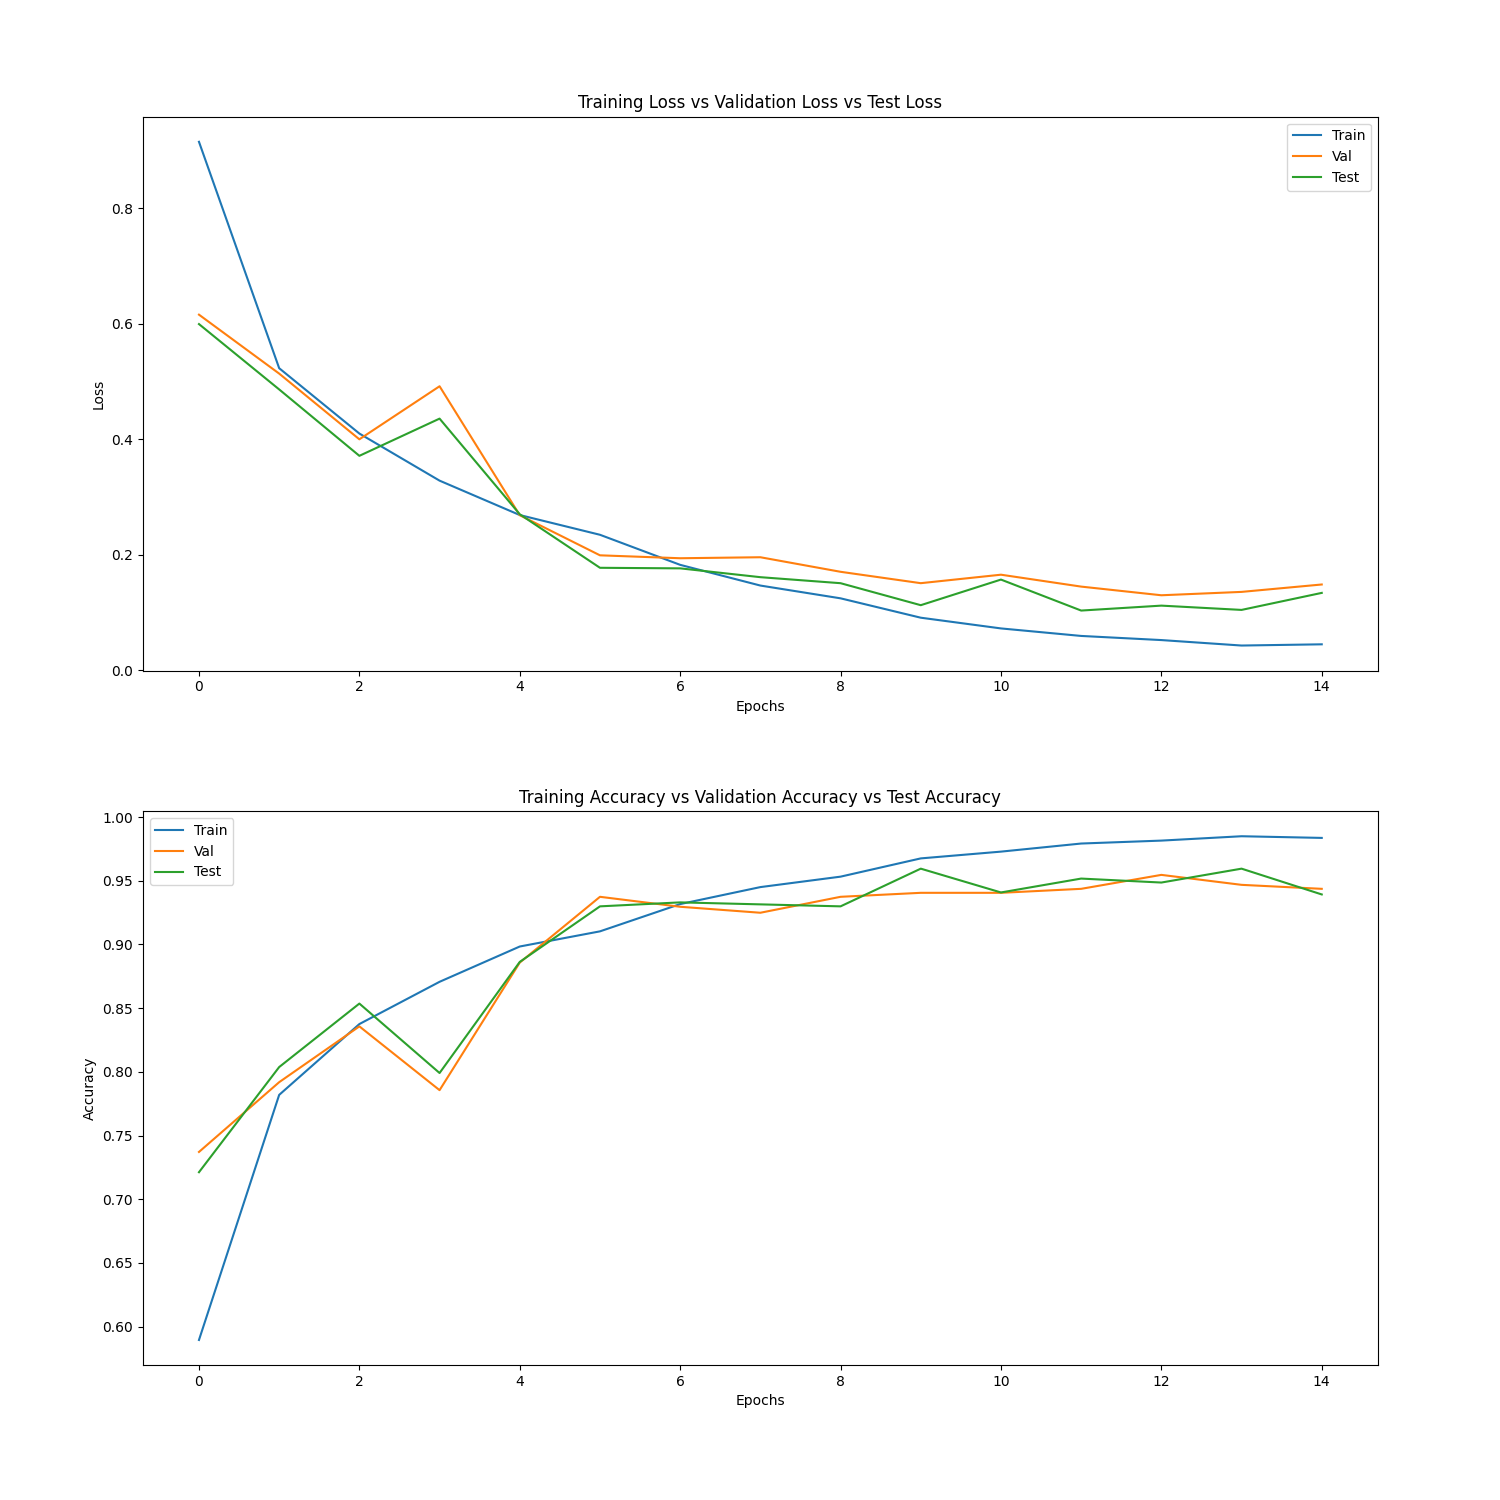 Training Loss vs Validation Loss vs Test Loss
Train
Val
Test
0.8
0.6
0.4
0.2
0.0
Loss
0 2 4 6 8 10 12 14
Epochs
Training Accuracy vs Validation Accuracy vs Test Accuracy
Train
Val
Test
1.00
0.95
0.90
0.85
0.80
0.75
0.70
0.65
0.60
Accuracy
0 2 4 6 8 10 12 14
Epochs